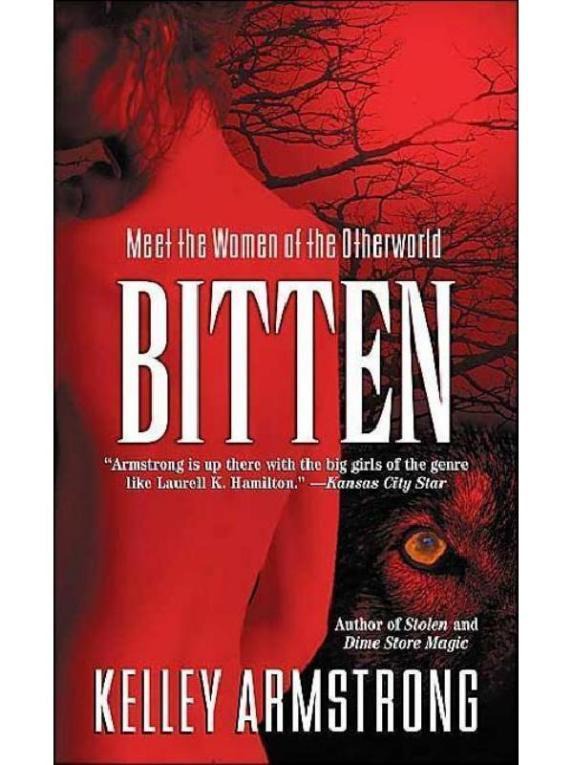 Meet the Women of the Otherworld
BITTEN
“Armstrong is up there with the big girls of the genre
like Laurell K. Hamilton.” —Kansas City Star
Author of Stolen and
Dime Store Magic
KELLEY ARMSTRONG